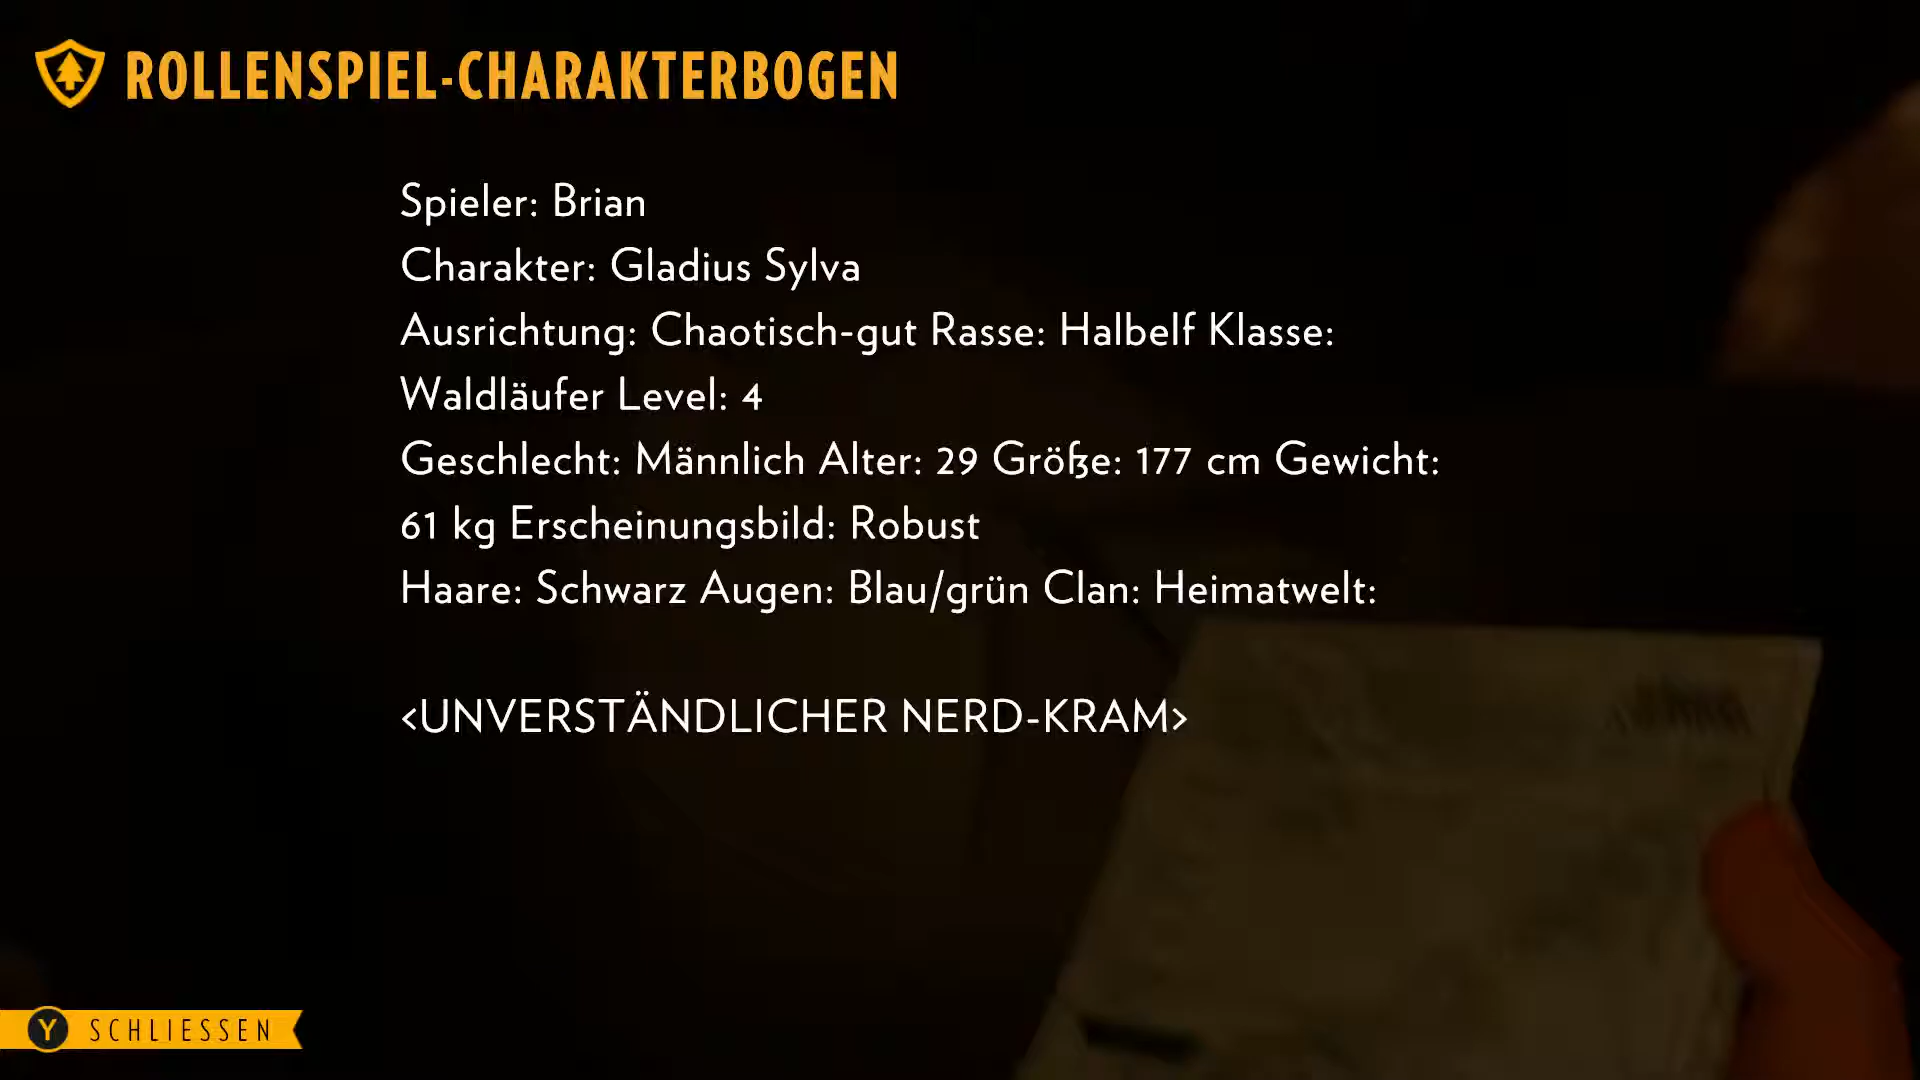 ROLLENSPIEL-CHARAKTERBOGEN
Spieler: Brian
Charakter: Gladius Sylva
Ausrichtung: Chaotisch-gut Rasse: Halbelf Klasse:
Waldläufer Level: 4
Geschlecht: Männlich Alter: 29 Größe: 177 cm Gewicht:
61 kg Erscheinungsbild: Robust
Haare: Schwarz Augen: Blau/grün Clan: Heimatwelt:
<UNVERSTÄNDLICHER NERD-KRAM>
Y SCHLIESSEN